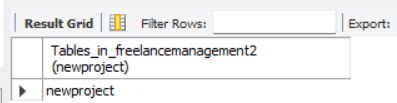 Result Grid Filter Rows: Export:
Tables_in_freelancemanagement2
(newproject)
newproject